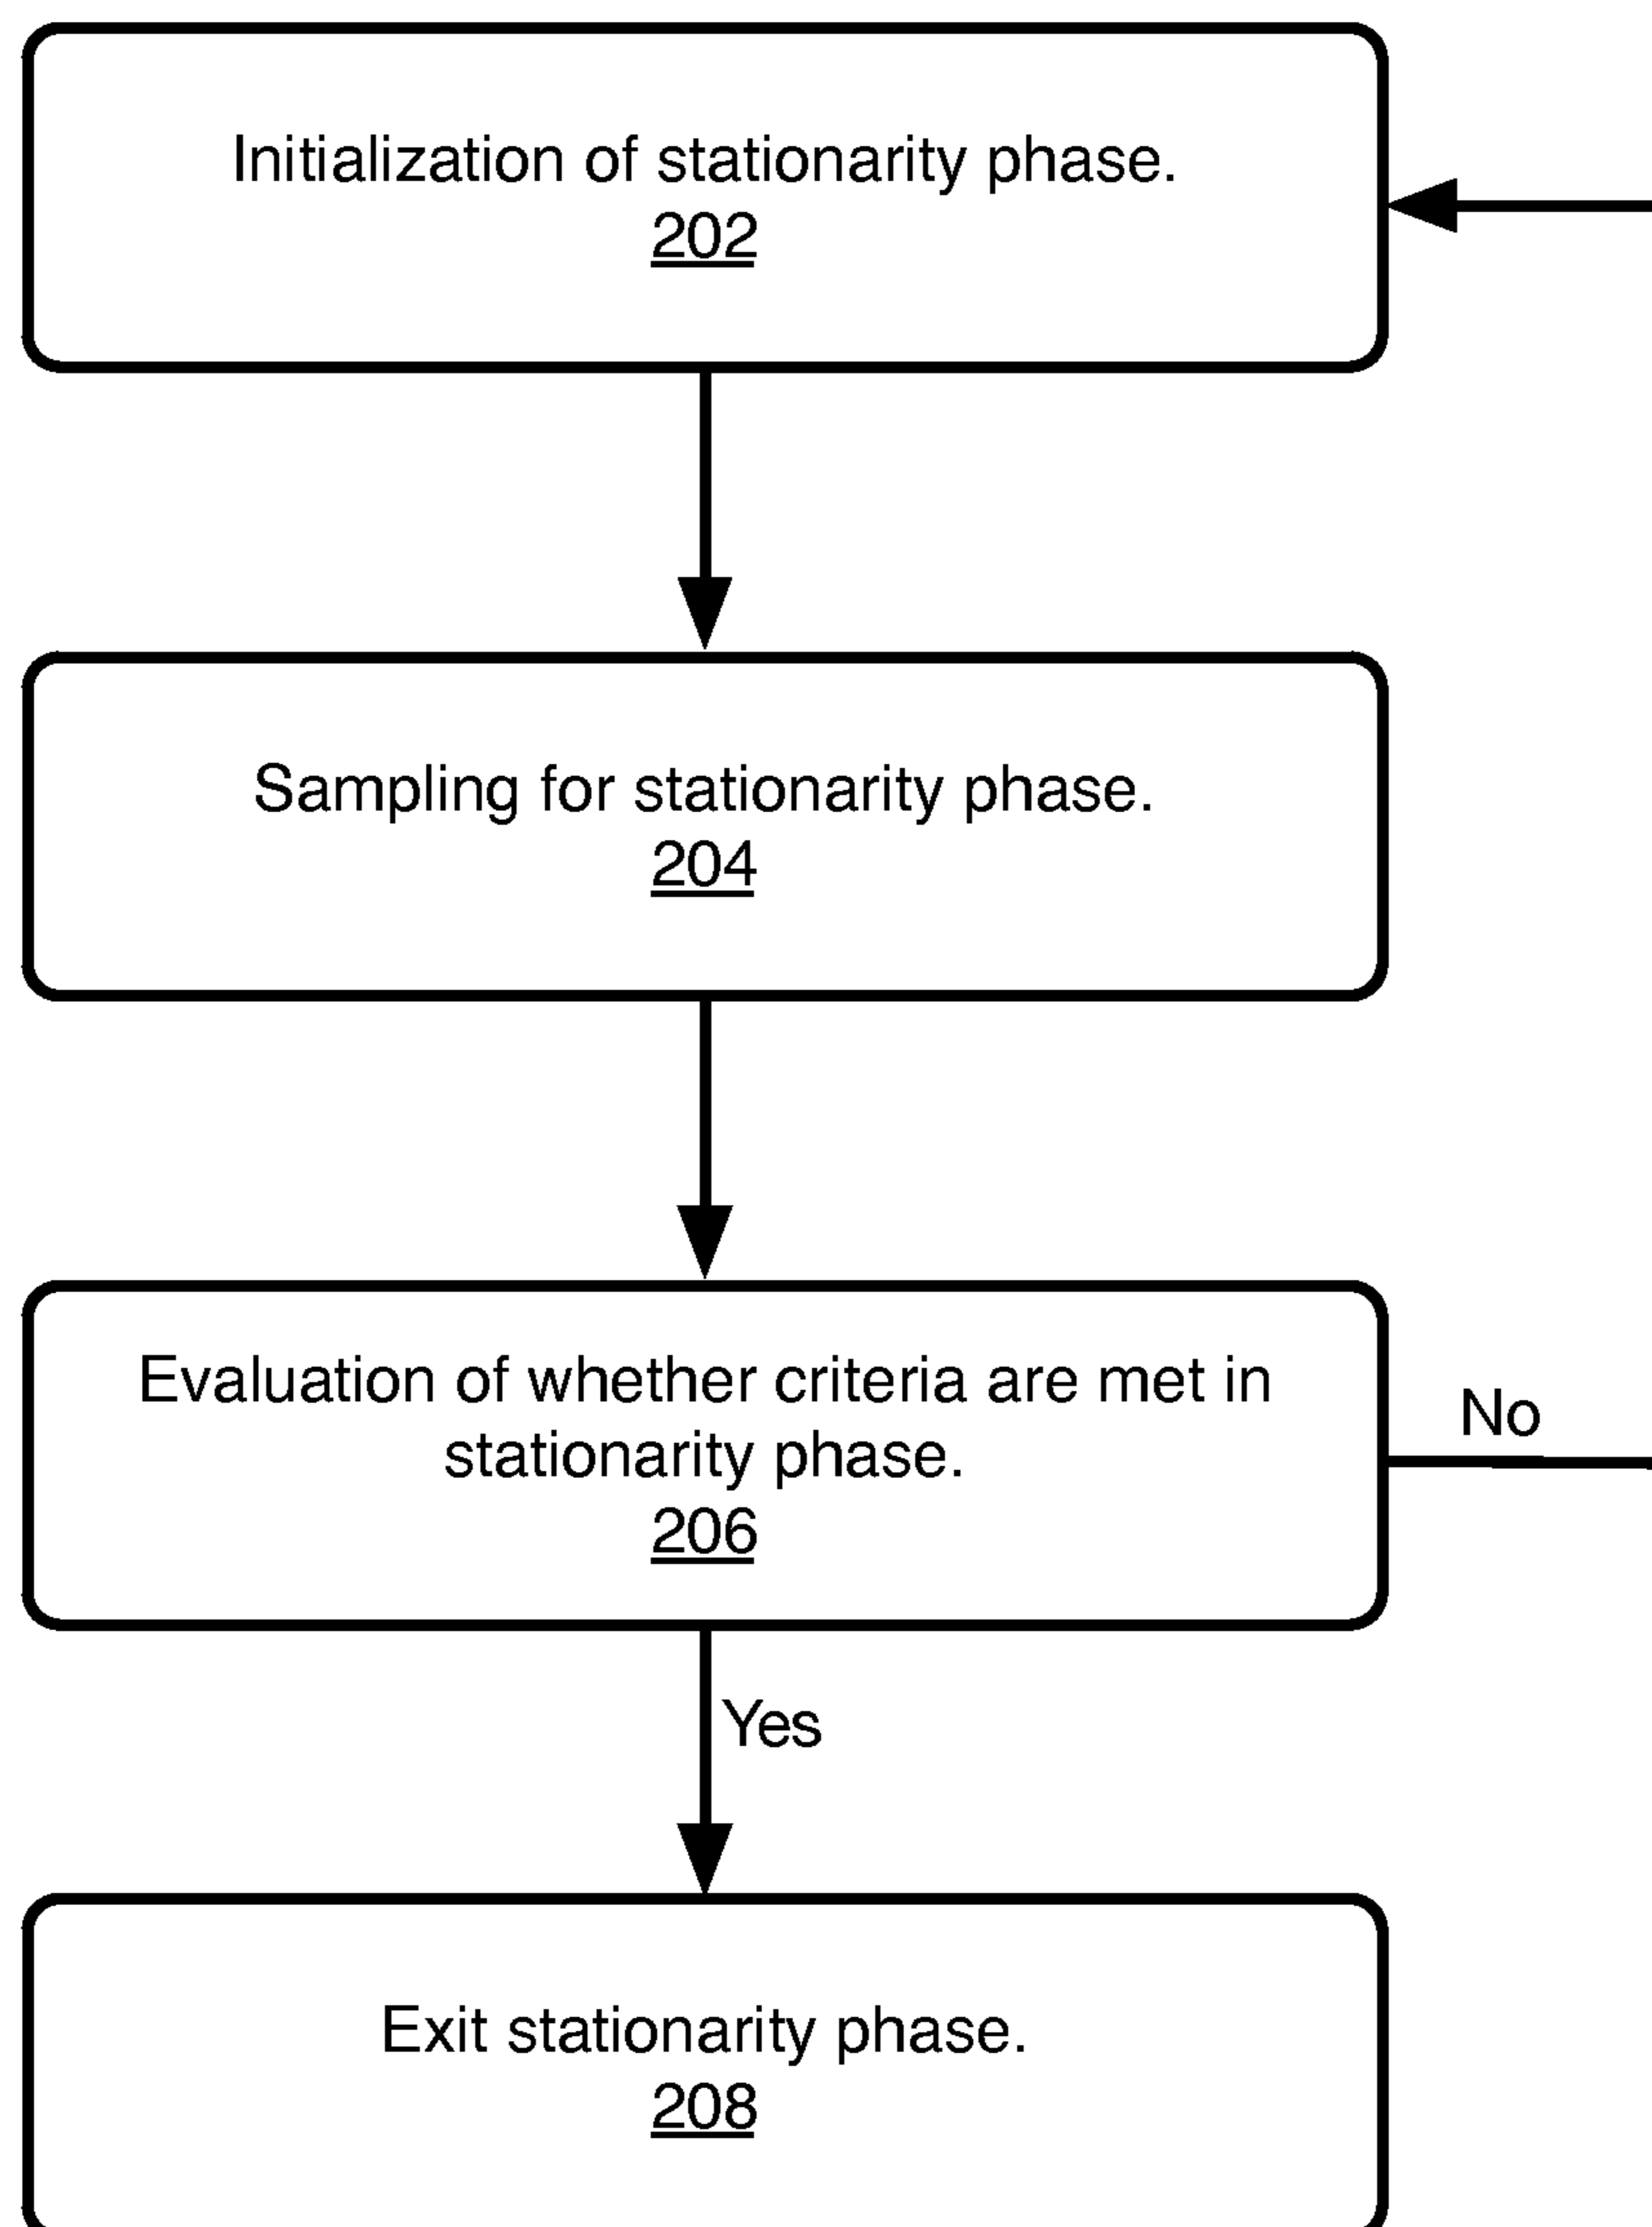 Initialization of stationarity phase.
202
Sampling for stationarity phase.
204
Evaluation of whether criteria are met in
stationarity phase.
206
No
Yes
Exit stationarity phase.
208